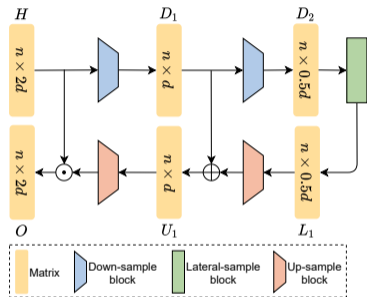 H D₁ D₂
n × 2d n × d n × 0.5d
n × 2d n × d n × 0.5d
O U₁ L₁
Matrix Down-sample block Lateral-sample block Up-sample block